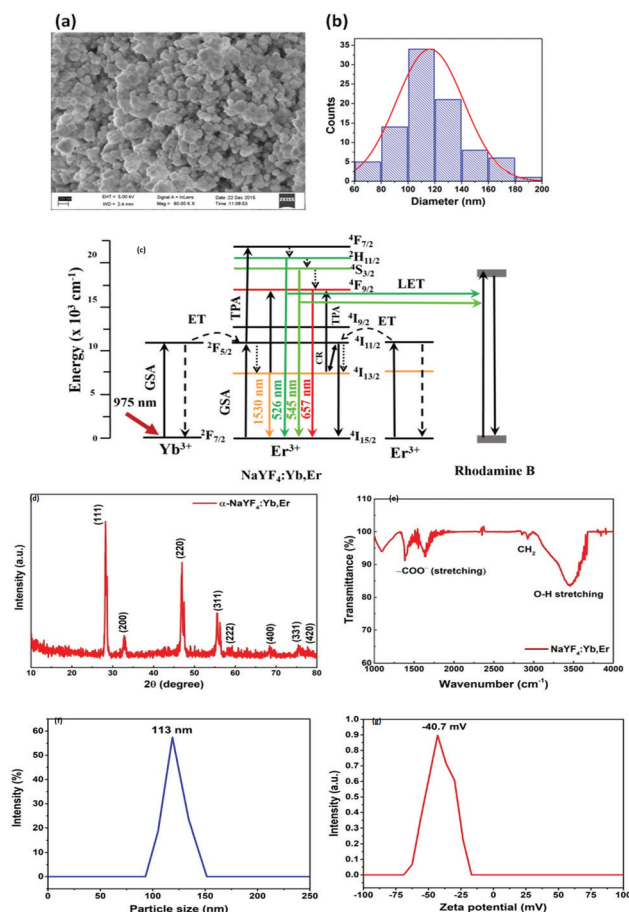 (a)
(b)
EHT = 5.00 kV
Signal A = InLens
Date :22 Dec 2015
WD = 2.4 mm
Mag = 60.00 K X
Time :11:09:53
ZEISS
Counts
35
30
25
20
15
10
5
0
60 80 100 120 140 160 180 200
Diameter (nm)
(c)
Energy (x 10³ cm⁻¹)
20
15
10
5
0
⁴F₇/₂
²H₁₁/₂
⁴S₃/₂
⁴F₉/₂
⁴I₉/₂
⁴I₁₁/₂
⁴I₁₃/₂
⁴I₁₅/₂
²F₅/₂
²F₇/₂
LET
TPA
TPA
ET
ET
CR
GSA
GSA
975 nm
1530 nm
526 nm
545 nm
657 nm
Yb³⁺
Er³⁺
Er³⁺
NaYF₄:Yb,Er
Rhodamine B
(d)
α-NaYF₄:Yb,Er
Intensity (a.u.)
(111)
(200)
(220)
(311)
(222)
(400)
(331)
(420)
10 20 30 40 50 60 70 80
2θ (degree)
(e)
Transmittance (%)
110
100
90
80
70
60
–COO⁻ (stretching)
CH₂
O-H stretching
NaYF₄:Yb,Er
1000 1500 2000 2500 3000 3500 4000
Wavenumber (cm⁻¹)
(f)
113 nm
Intensity (%)
60
50
40
30
20
10
0
0 50 100 150 200 250
Particle size (nm)
(g)
-40.7 mV
Intensity (a.u.)
1.0
0.9
0.8
0.7
0.6
0.5
0.4
0.3
0.2
0.1
0.0
-100 -75 -50 -25 0 25 50 75 100
Zeta potential (mV)